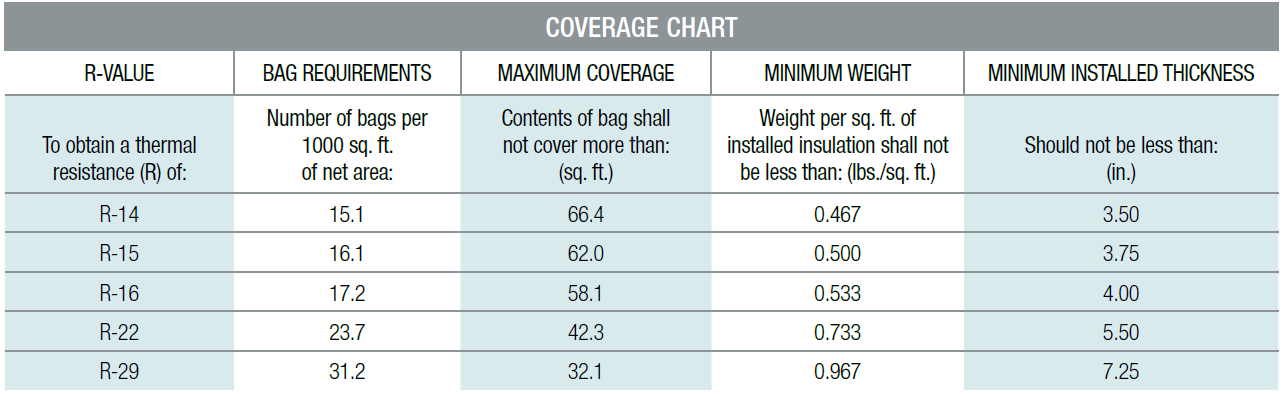 COVERAGE CHART
R-VALUE BAG REQUIREMENTS MAXIMUM COVERAGE MINIMUM WEIGHT MINIMUM INSTALLED THICKNESS
To obtain a thermal
resistance (R) of:
Number of bags per
1000 sq. ft.
of net area:
Contents of bag shall
not cover more than:
(sq. ft.)
Weight per sq. ft. of
installed insulation shall not
be less than: (lbs./sq. ft.)
Should not be less than:
(in.)
R-14 15.1 66.4 0.467 3.50
R-15 16.1 62.0 0.500 3.75
R-16 17.2 58.1 0.533 4.00
R-22 23.7 42.3 0.733 5.50
R-29 31.2 32.1 0.967 7.25